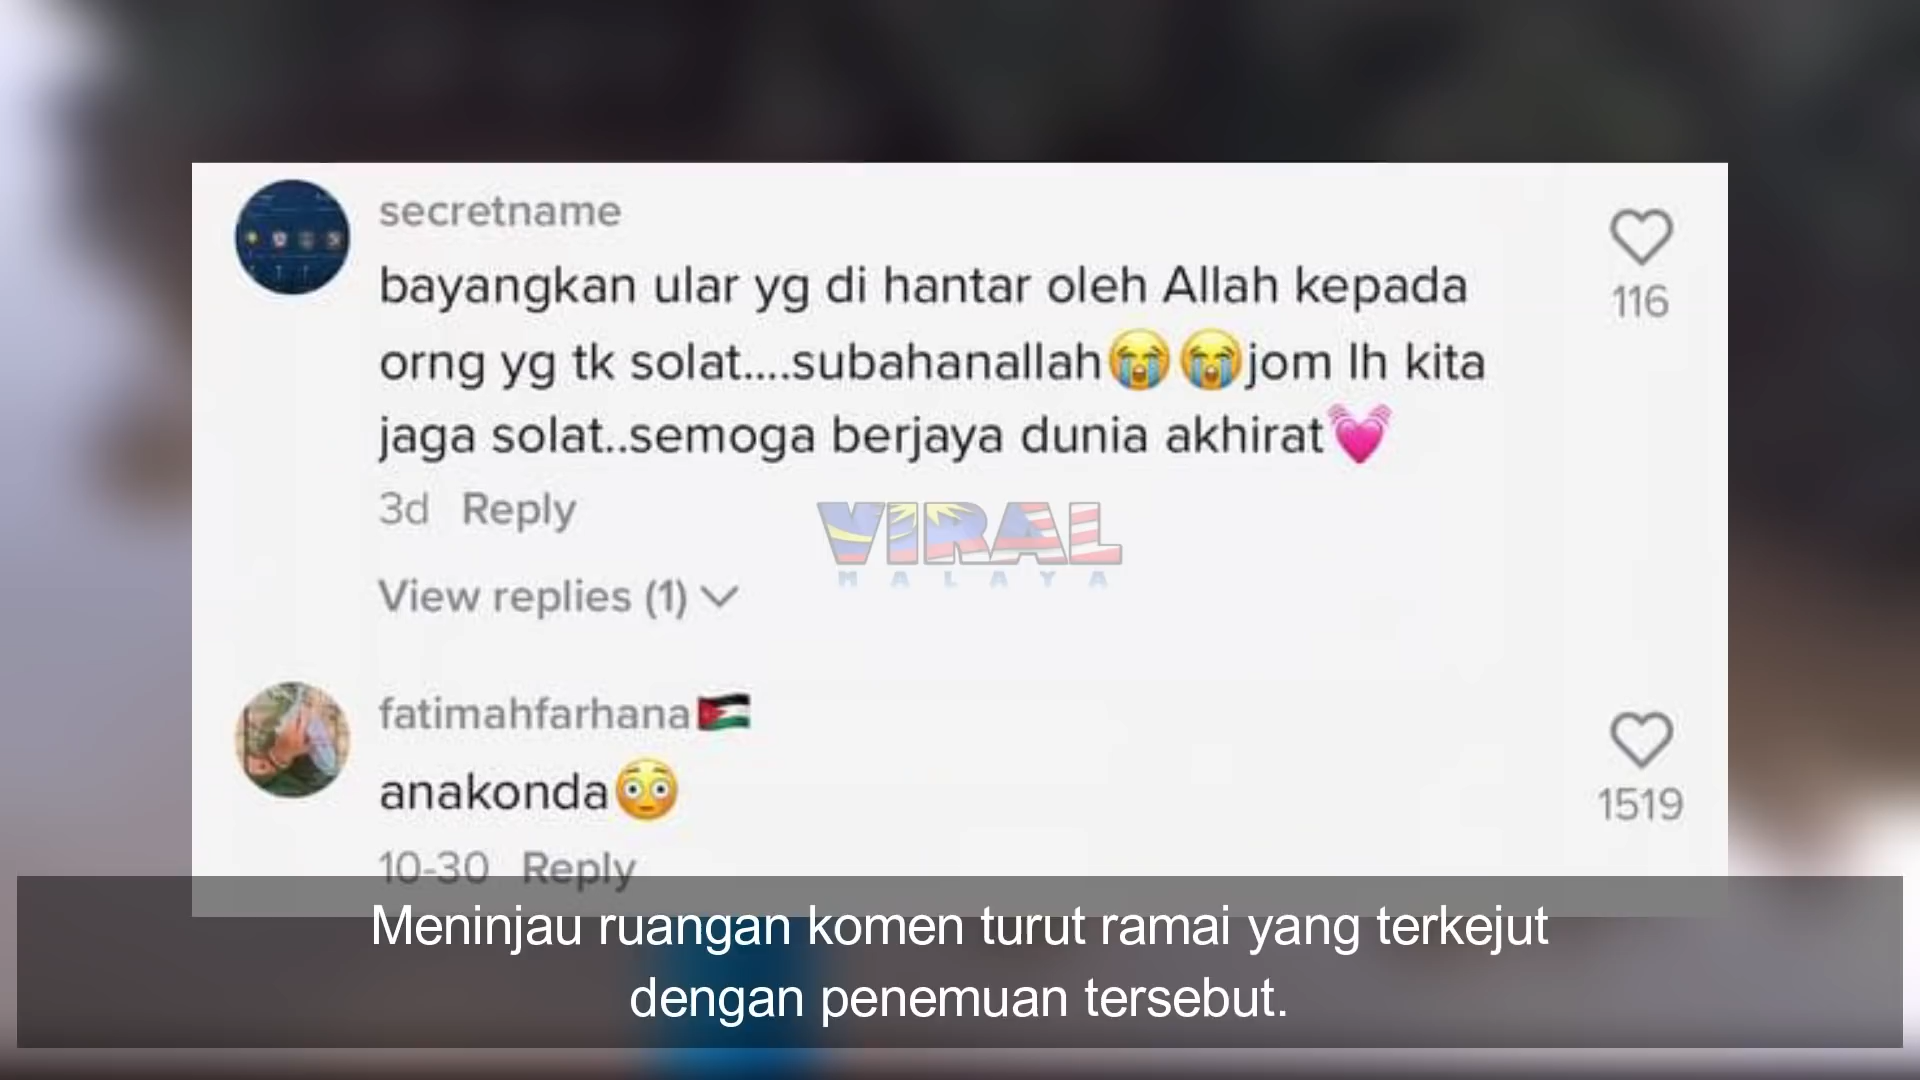 secretname
bayangkan ular yg di hantar oleh Allah kepada
orng yg tk solat....subahanallah😭😭jom lh kita
jaga solat..semoga berjaya dunia akhirat💓
116
3d Reply
VIRAL
MALAYA
View replies (1)
fatimahfarhana🇯🇴
anakonda😳
1519
10-30 Reply
Meninjau ruangan komen turut ramai yang terkejut
dengan penemuan tersebut.